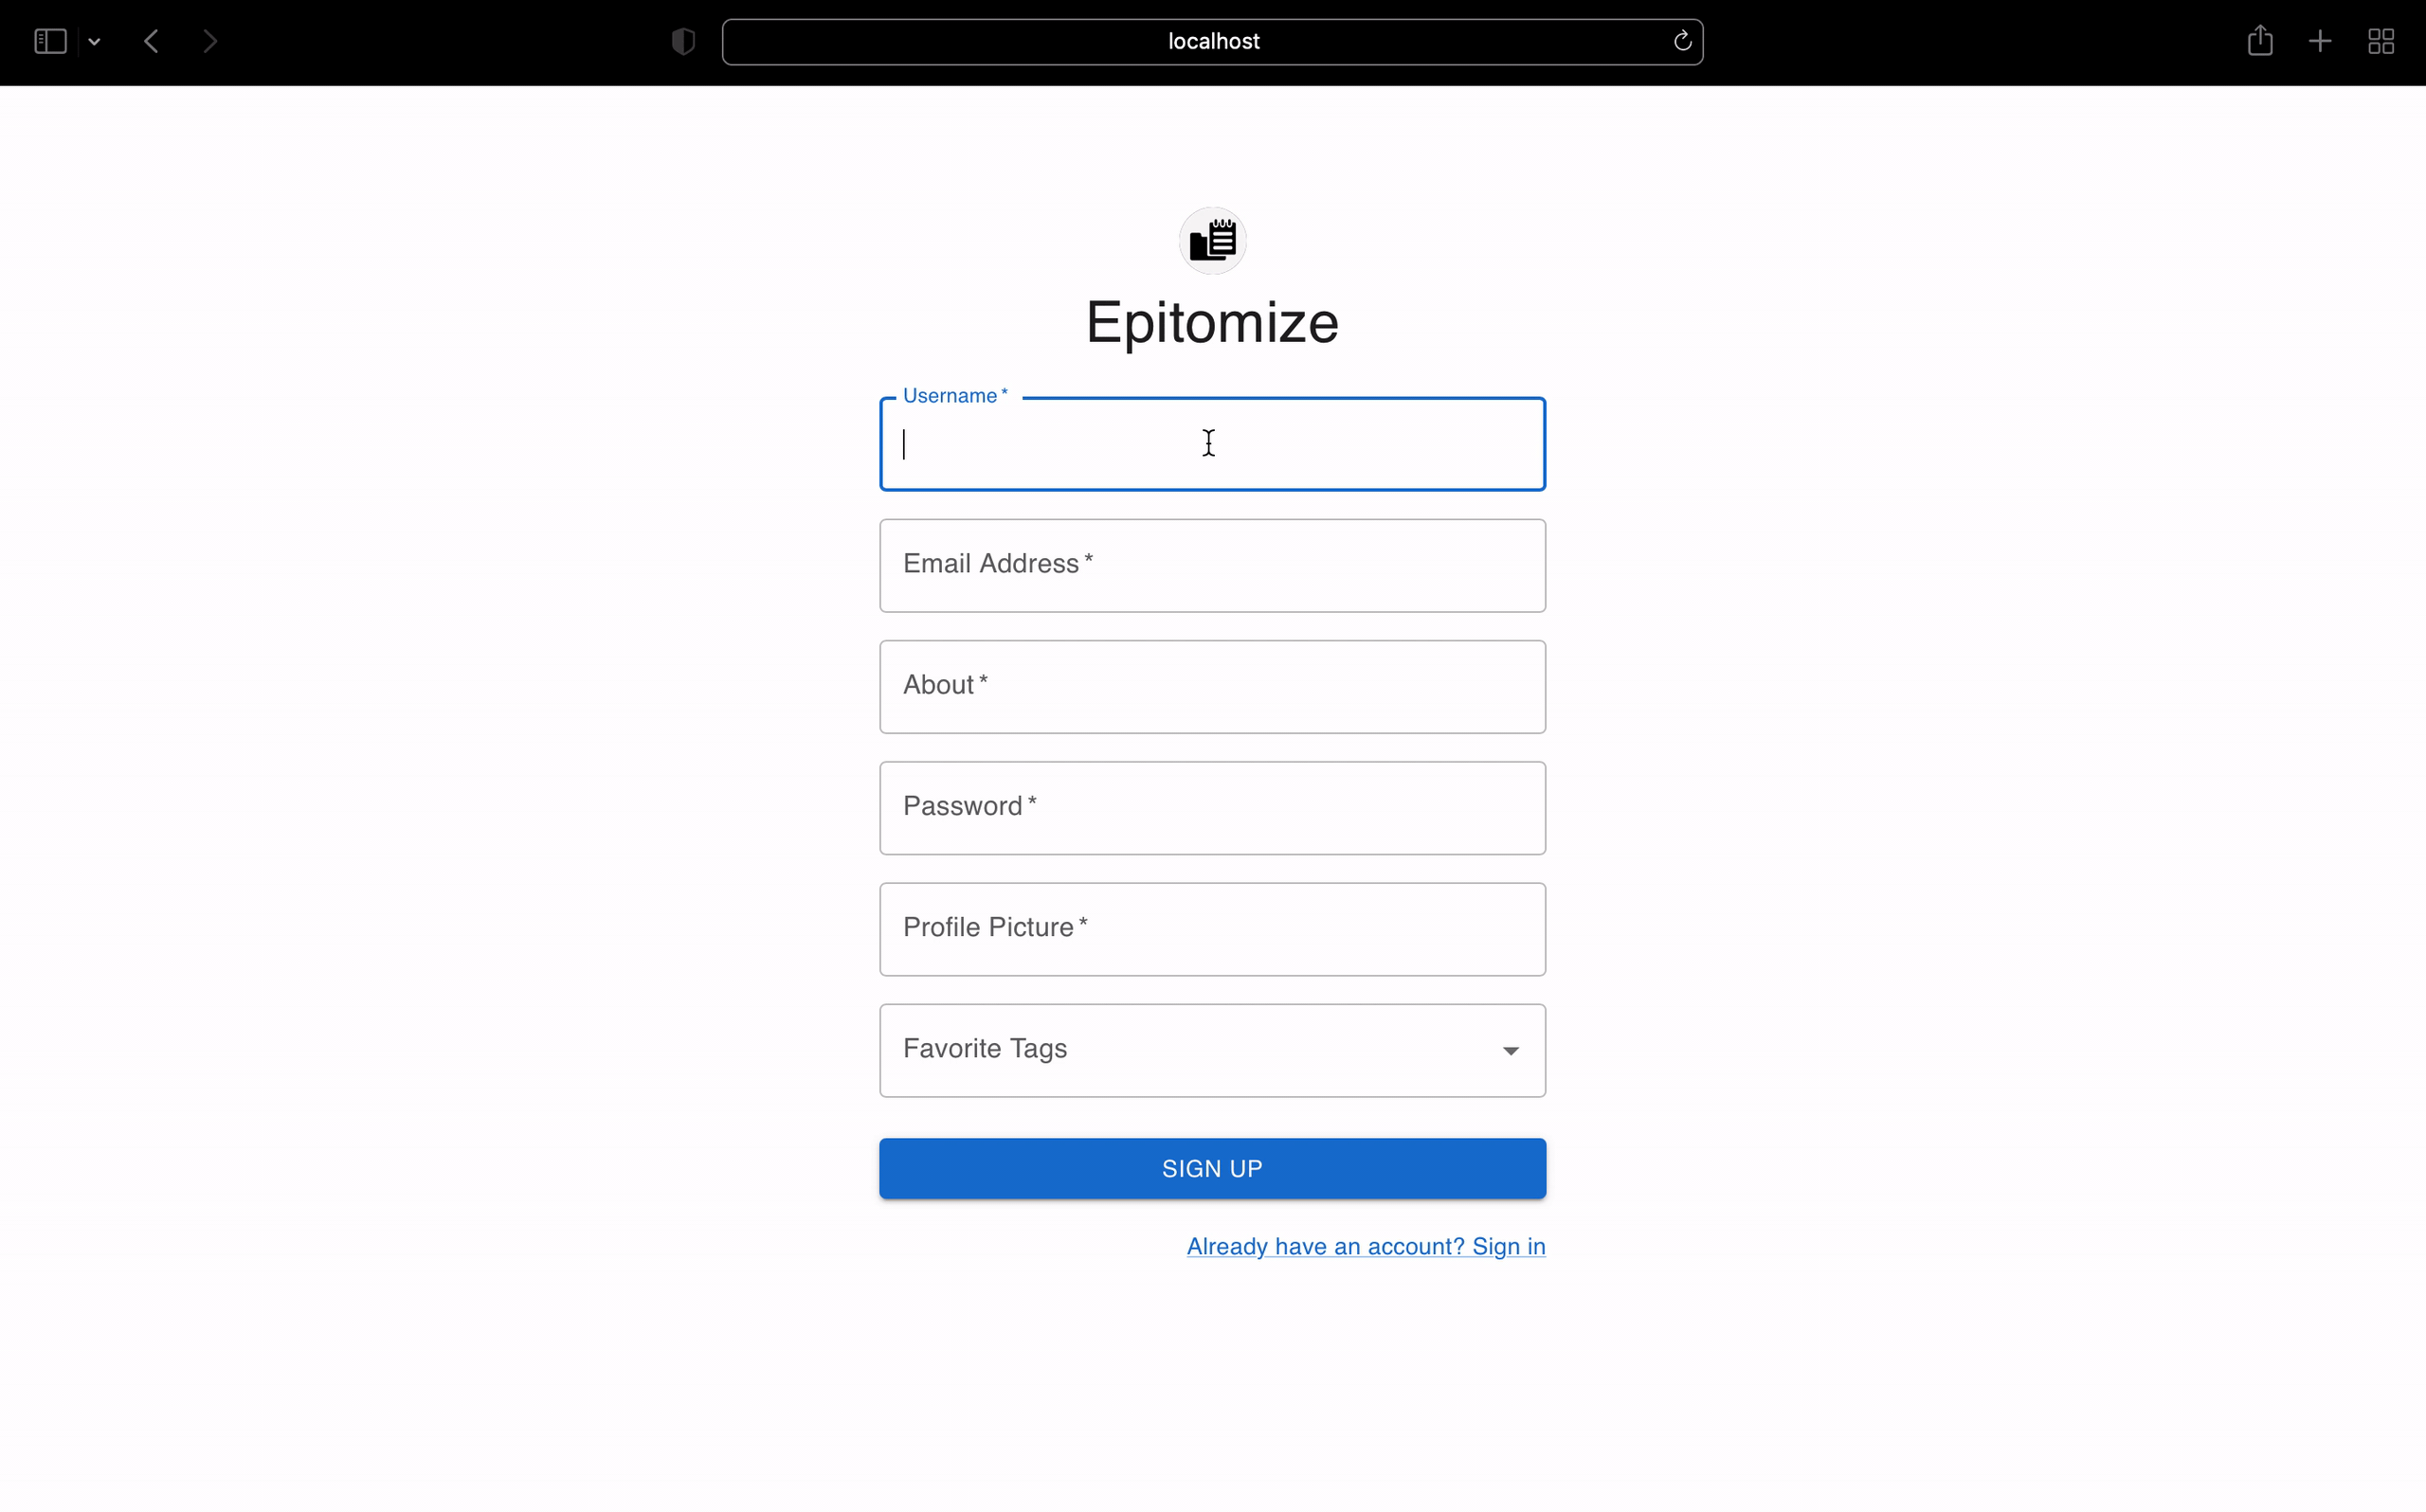 localhost
Epitomize
Username *
Email Address *
About *
Password *
Profile Picture *
Favorite Tags
SIGN UP
Already have an account? Sign in